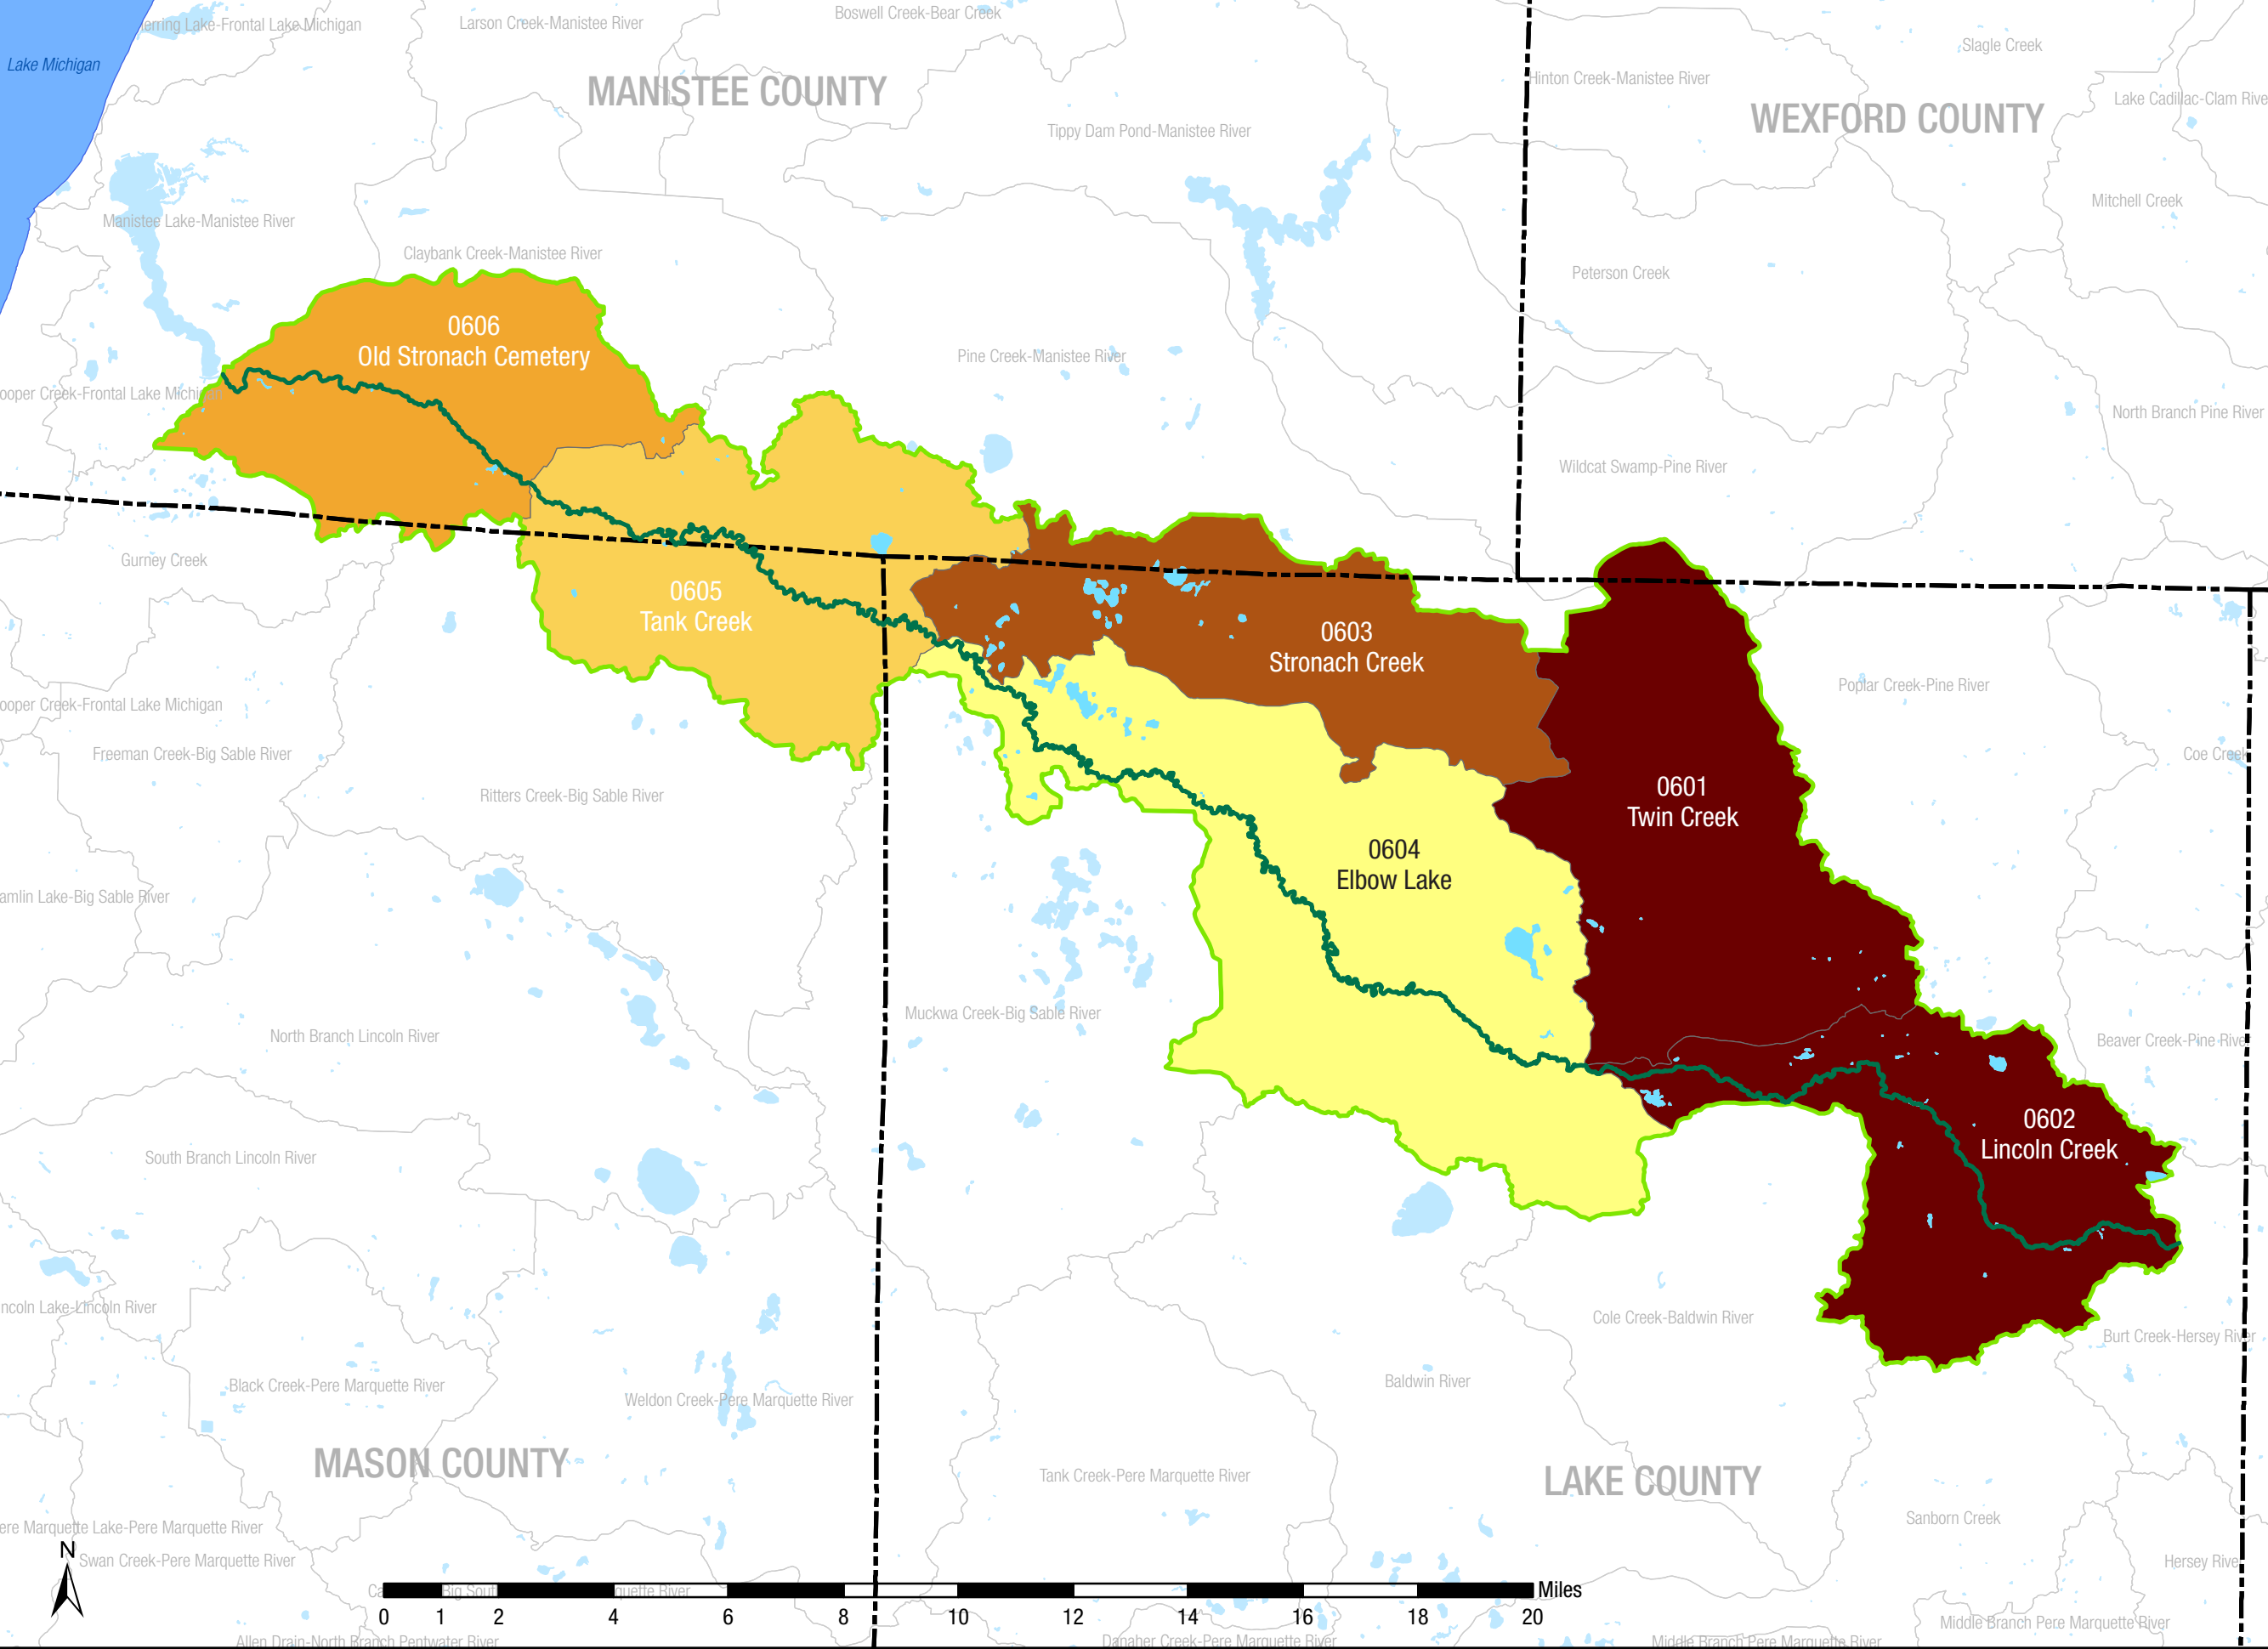 erring Lake-Frontal Lake Michigan
Larson Creek-Manistee River
Boswell Creek-Bear Creek
Slagle Creek
Lake Michigan
MANISTEE COUNTY
Hinton Creek-Manistee River
WEXFORD COUNTY
Lake Cadillac-Clam Rive
Tippy Dam Pond-Manistee River
Mitchell Creek
Manistee Lake-Manistee River
Claybank Creek-Manistee River
Peterson Creek
0606
Old Stronach Cemetery
Pine Creek-Manistee River
ooper Creek-Frontal Lake Michigan
North Branch Pine River
Wildcat Swamp-Pine River
Gurney Creek
0605
Tank Creek
0603
Stronach Creek
Poplar Creek-Pine River
ooper Creek-Frontal Lake Michigan
Freeman Creek-Big Sable River
Coe Creek
Ritters Creek-Big Sable River
0601
Twin Creek
0604
Elbow Lake
amlin Lake-Big Sable River
Muckwa Creek-Big Sable River
North Branch Lincoln River
Beaver Creek-Pine River
0602
Lincoln Creek
South Branch Lincoln River
ncoln Lake-Lincoln River
Cole Creek-Baldwin River
Burt Creek-Hersey River
Black Creek-Pere Marquette River
Weldon Creek-Pere Marquette River
Baldwin River
MASON COUNTY
Tank Creek-Pere Marquette River
LAKE COUNTY
Sanborn Creek
ere Marquette Lake-Pere Marquette River
N
Swan Creek-Pere Marquette River
Hersey River
Miles
0 1 2 4 6 8 10 12 14 16 18 20
Middle Branch Pere Marquette River
Allen Drain-North Branch Pentwater River
Danaher Creek-Pere Marquette River
Middle Branch Pere Marquette River